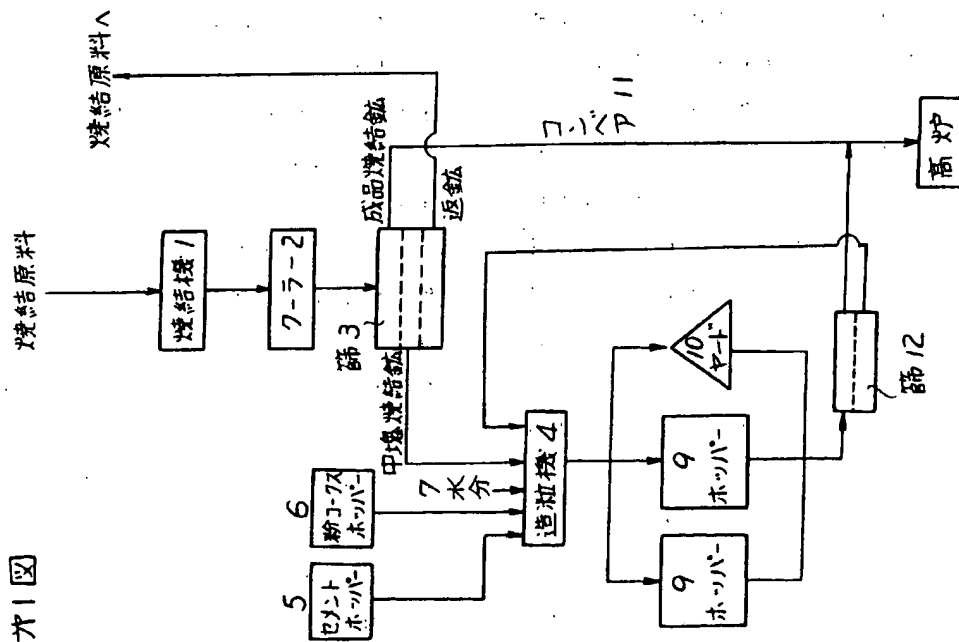 才1図
焼結原料
焼結原料へ
焼結機1
クーラー2
篩3
成品焼結鉱
返鉱
中塊焼結鉱
コンベア 11
5
セメント
ホッパー
6
粉コークス
ホッパー
7
水分
造粒機4
9
ホッパー
9
ホッパー
10
ヤード
篩12
高炉